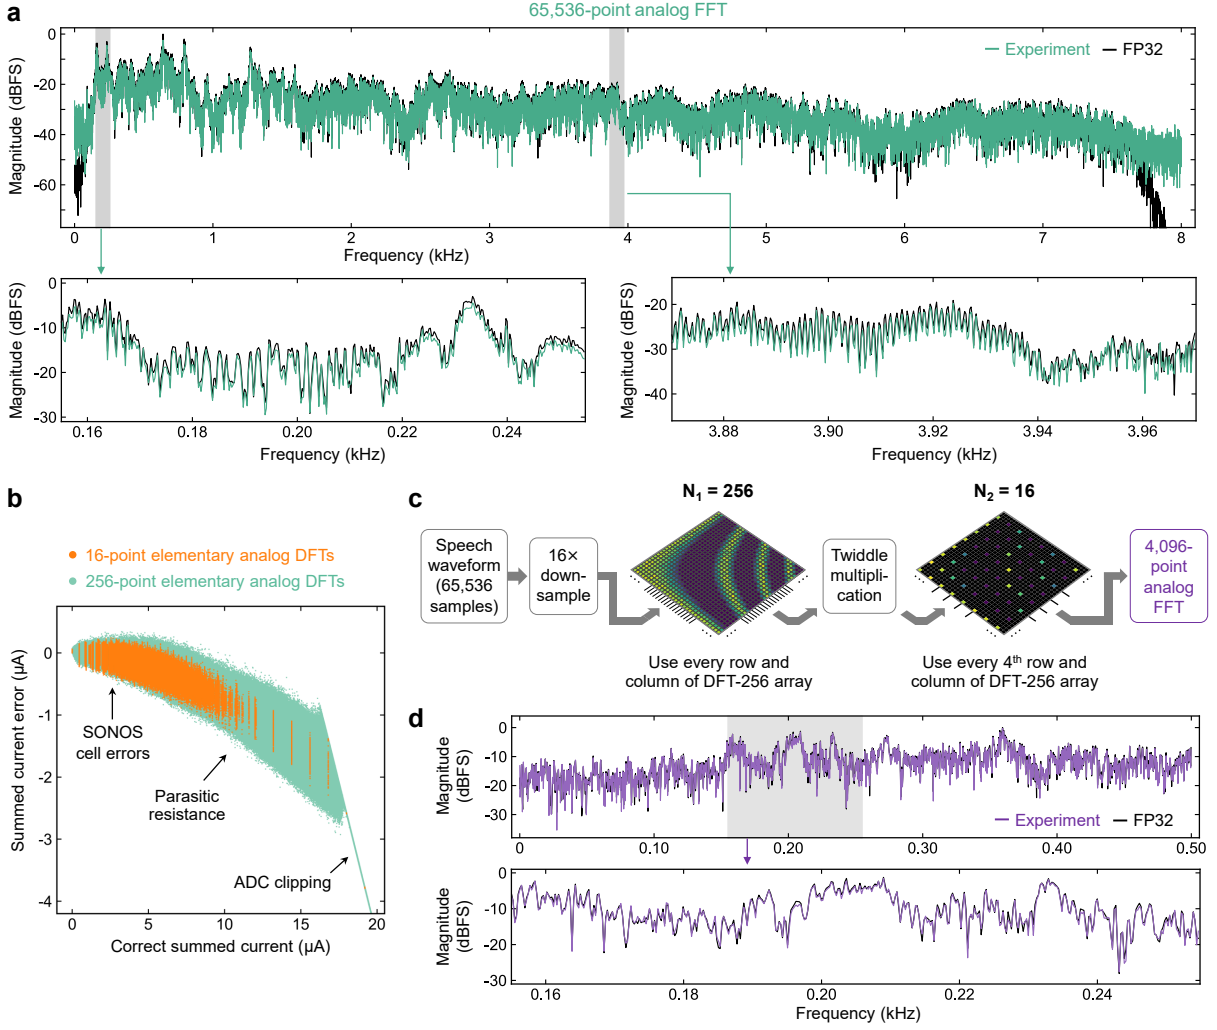 a
65,536-point analog FFT
Magnitude (dBFS)
0
-20
-40
-60
Experiment
FP32
0 1 2 3 4 5 6 7 8
Frequency (kHz)
Magnitude (dBFS)
0
-10
-20
-30
0.16 0.18 0.20 0.22 0.24
Frequency (kHz)
Magnitude (dBFS)
-20
-30
-40
3.88 3.90 3.92 3.94 3.96
Frequency (kHz)
b
16-point elementary analog DFTs
256-point elementary analog DFTs
Summed current error (µA)
0
-1
-2
-3
-4
SONOS
cell errors
Parasitic
resistance
ADC clipping
0 5 10 15 20
Correct summed current (µA)
c
N₁ = 256
N₂ = 16
Speech
waveform
(65,536
samples)
16×
down-
sample
Twiddle
multipli-
cation
4,096-
point
analog
FFT
Use every row and
column of DFT-256 array
Use every 4th row and
column of DFT-256 array
d
Magnitude
(dBFS)
0
-10
-20
-30
Experiment
FP32
0 0.10 0.20 0.30 0.40 0.50
Magnitude
(dBFS)
0
-10
-20
-30
0.16 0.18 0.20 0.22 0.24
Frequency (kHz)